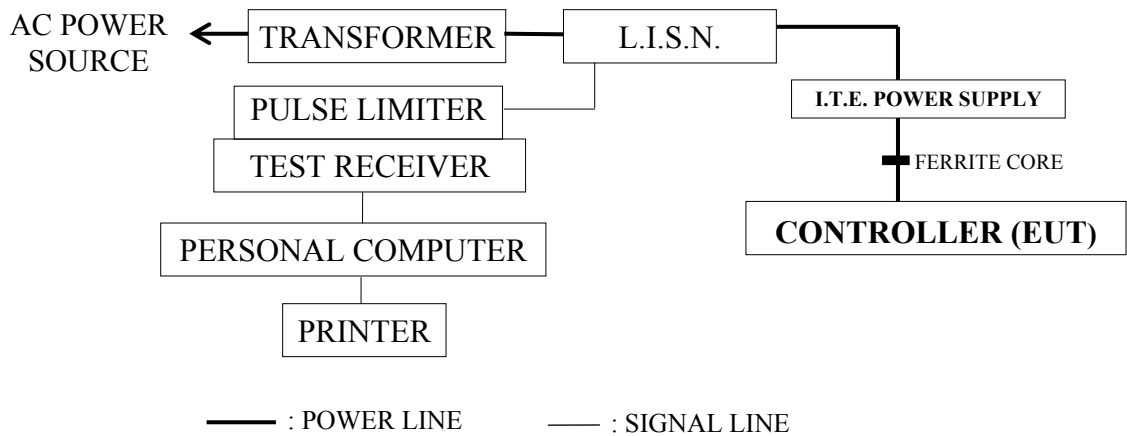 AC POWER
SOURCE
TRANSFORMER
L.I.S.N.
PULSE LIMITER
I.T.E. POWER SUPPLY
TEST RECEIVER
FERRITE CORE
PERSONAL COMPUTER
CONTROLLER (EUT)
PRINTER
: POWER LINE
: SIGNAL LINE